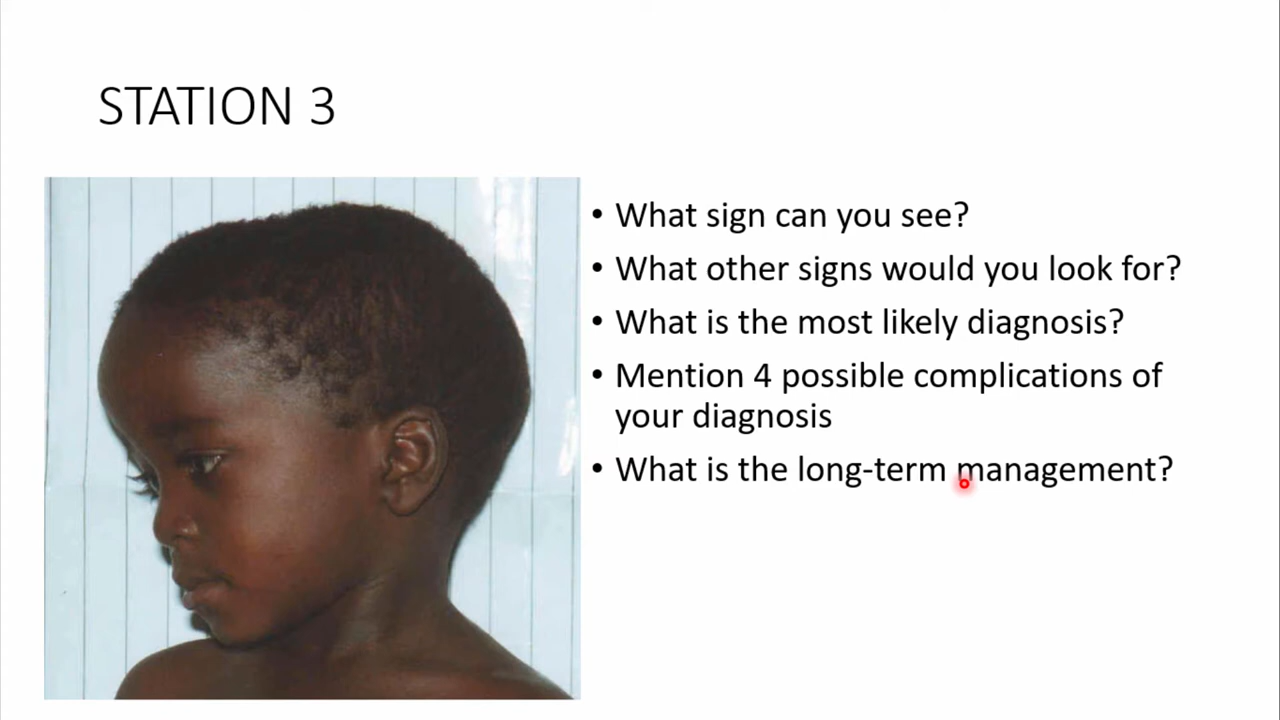 STATION 3
• What sign can you see?
• What other signs would you look for?
• What is the most likely diagnosis?
• Mention 4 possible complications of
your diagnosis
• What is the long-term management?